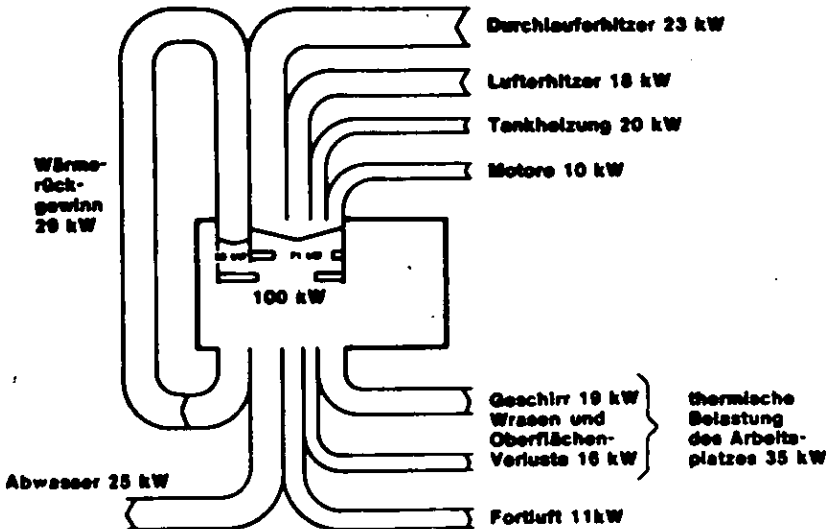 Durchlauferhitzer 23 kW
Lufterhitzer 18 kW
Tankheizung 20 kW
Motore 10 kW
Wärme-
rück-
gewinn
29 kW
100 kW
Geschirr 19 kW
Wrasen und
Oberflächen-
Verluste 16 kW
thermische
Belastung
des Arbeits-
platzes 35 kW
Abwasser 25 kW
Fortluft 11kW